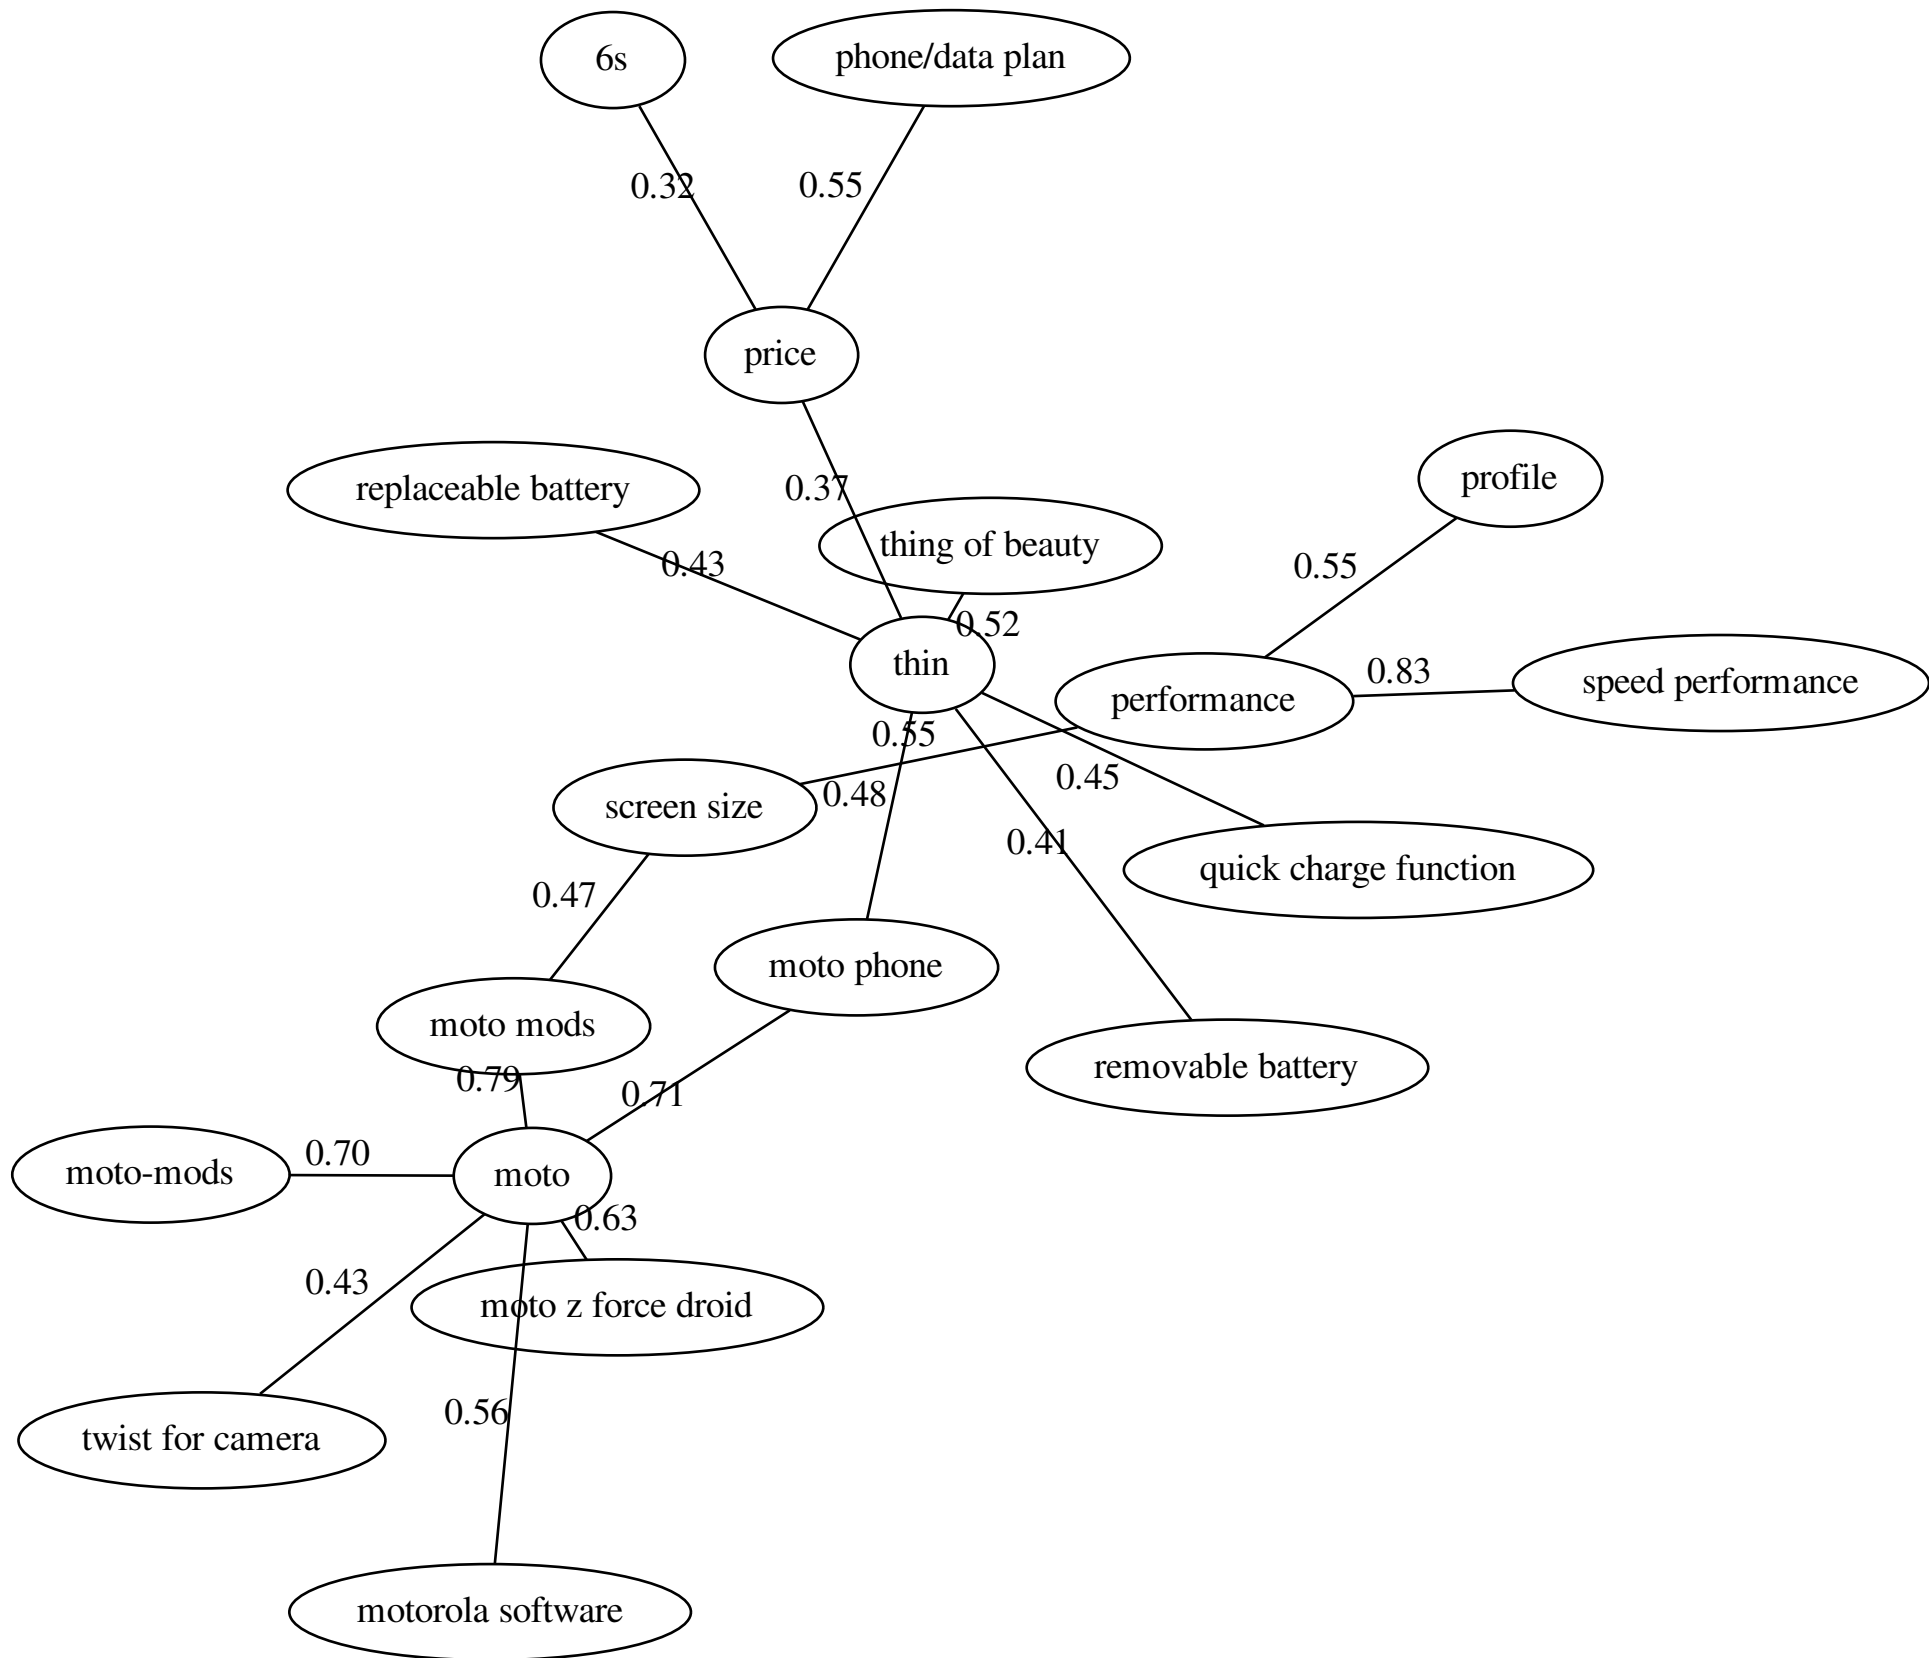 6s
phone/data plan
0.32
0.55
price
replaceable battery
0.37
profile
thing of beauty
0.43
0.55
0.52
thin
performance
0.83
speed performance
0.55
0.48
0.45
screen size
0.41
quick charge function
0.47
moto phone
moto mods
removable battery
0.79
0.71
moto-mods
0.70
moto
0.63
0.43
moto z force droid
0.56
twist for camera
motorola software